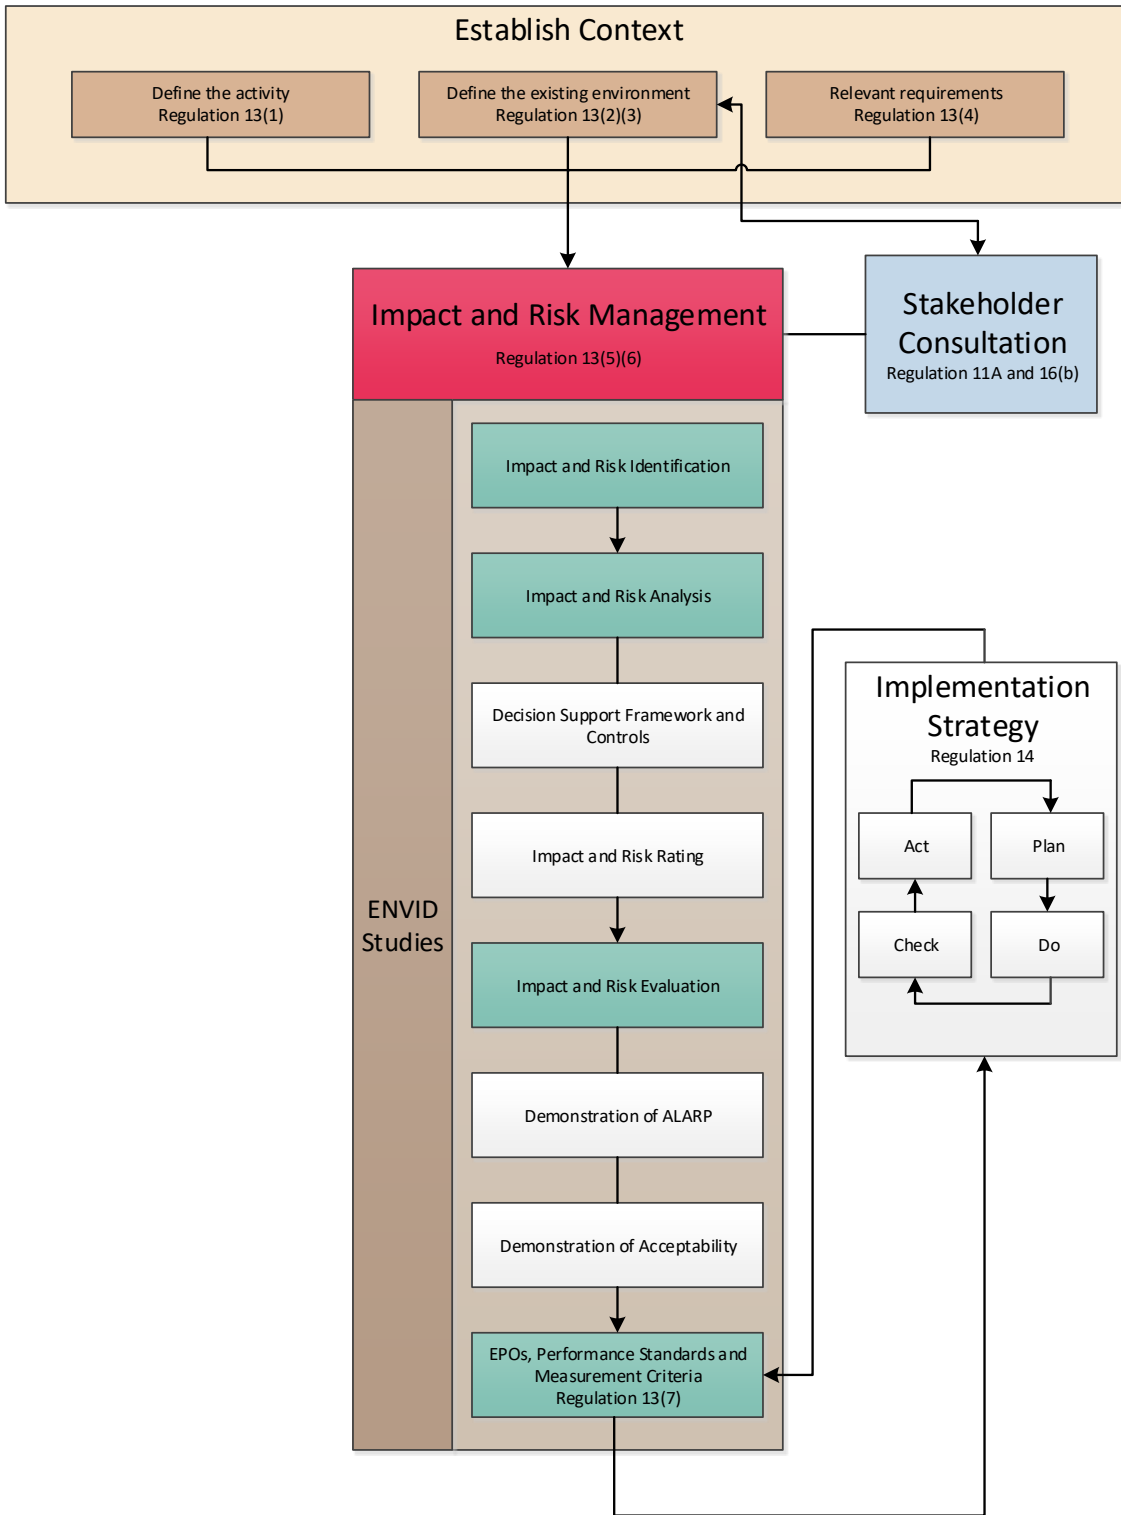 Establish Context
Define the activity
Regulation 13(1)
Define the existing environment
Regulation 13(2)(3)
Relevant requirements
Regulation 13(4)
Impact and Risk Management
Regulation 13(5)(6)
Stakeholder
Consultation
Regulation 11A and 16(b)
ENVID
Studies
Impact and Risk Identification
Impact and Risk Analysis
Decision Support Framework and
Controls
Impact and Risk Rating
Impact and Risk Evaluation
Demonstration of ALARP
Demonstration of Acceptability
EPOs, Performance Standards and
Measurement Criteria
Regulation 13(7)
Implementation
Strategy
Regulation 14
Act
Plan
Check
Do